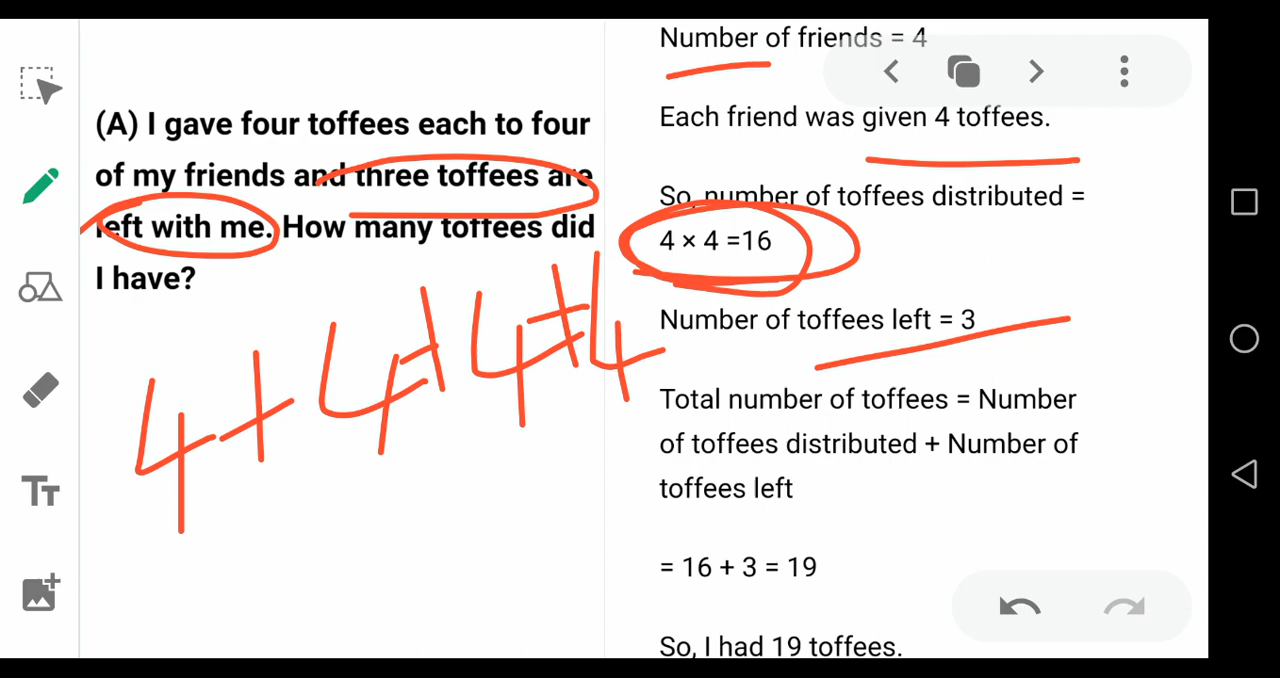 (A) I gave four toffees each to four
of my friends and three toffees are
left with me. How many toffees did
I have?
4 + 4 + 4 + 4
Number of friends = 4
Each friend was given 4 toffees.
So, number of toffees distributed =
4 × 4 =16
Number of toffees left = 3
Total number of toffees = Number
of toffees distributed + Number of
toffees left
= 16 + 3 = 19
So, I had 19 toffees.
TT